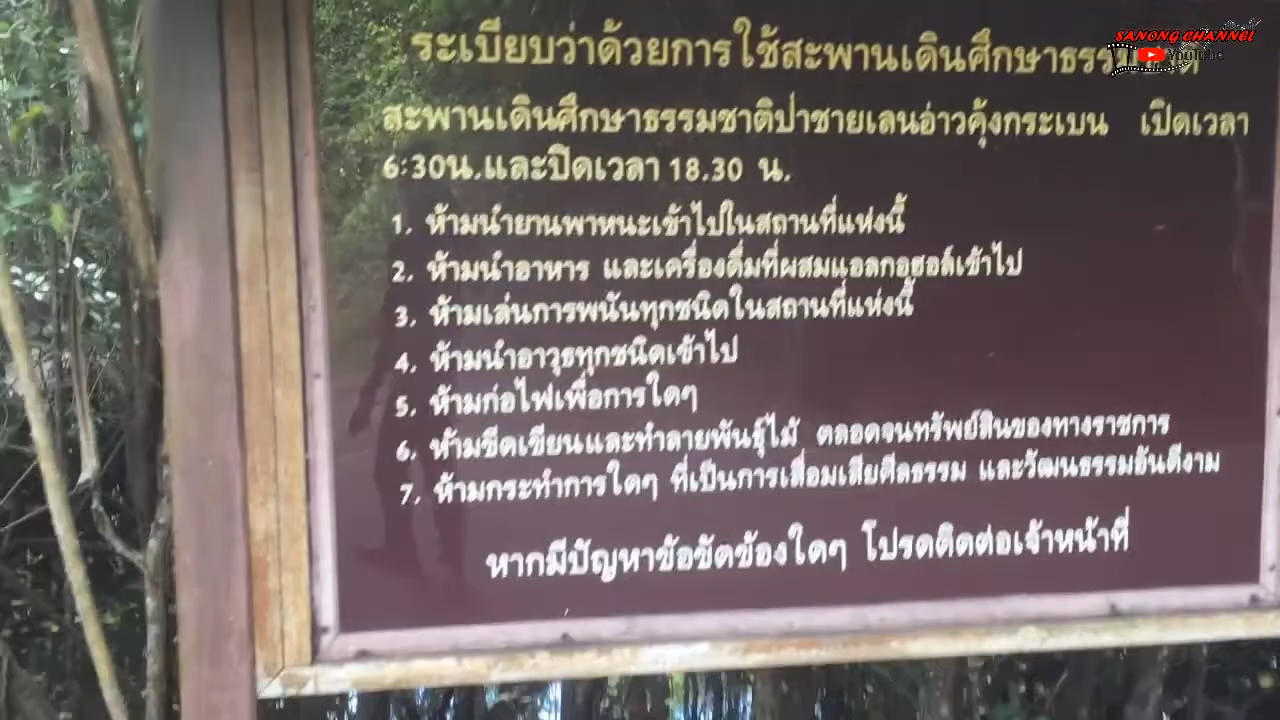 SANONG CHANNEL
YouTube
ระเบียบว่าด้วยการใช้สะพานเดินศึกษา
สะพานเดินศึกษาธรรมชาติป่าชายเลนอ่าวคุ้งกระเบน เปิดเวลา
6:30น.และปิดเวลา 18.30 น.
1. ห้ามนำยานพาหนะเข้าไปในสถานที่แห่งนี้
2. ห้ามนำอาหาร และเครื่องดื่มที่ผสมแอลกอฮอล์เข้าไป
3. ห้ามเล่นการพนันทุกชนิดในสถานที่แห่งนี้
4. ห้ามนำอาวุธทุกชนิดเข้าไป
5. ห้ามก่อไฟเพื่อการใดๆ
6. ห้ามขีดเขียนและทำลายพันธุ์ไม้ ตลอดจนทรัพย์สินของทางราชการ
7. ห้ามกระทำการใดๆ ที่เป็นการเสื่อมเสียศีลธรรม และวัฒนธรรมอันดีงาม
หากมีปัญหาข้อขัดข้องใดๆ โปรดติดต่อเจ้าหน้าที่